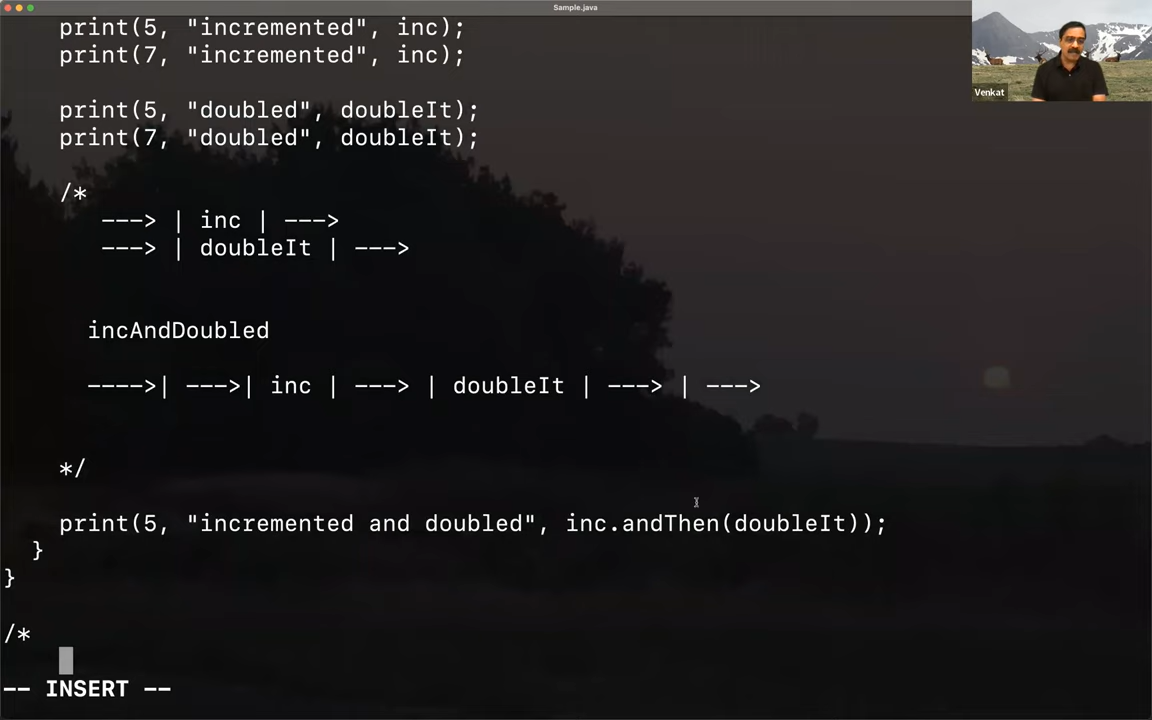 Sample.java
print(5, "incremented", inc);
print(7, "incremented", inc);
print(5, "doubled", doubleIt);
print(7, "doubled", doubleIt);
/*
---> | inc | --->
---> | doubleIt | --->
incAndDoubled
---->| --->| inc | ---> | doubleIt | ---> | --->
*/
print(5, "incremented and doubled", inc.andThen(doubleIt));
}
}
/*
-- INSERT --
Venkat